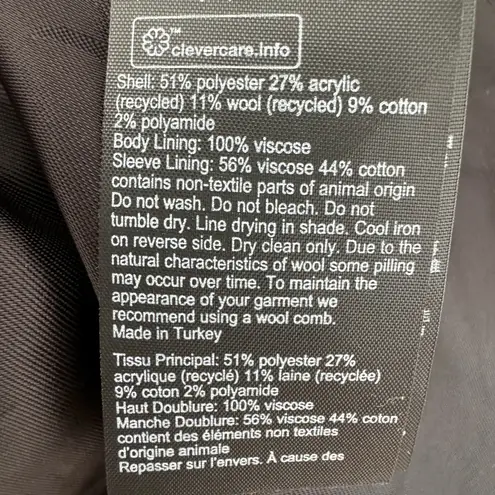 ™
clevercare.info
Shell: 51% polyester 27% acrylic
(recycled) 11% wool (recycled) 9% cotton
2% polyamide
Body Lining: 100% viscose
Sleeve Lining: 56% viscose 44% cotton
contains non-textile parts of animal origin
Do not wash. Do not bleach. Do not
tumble dry. Line drying in shade. Cool iron
on reverse side. Dry clean only. Due to the
natural characteristics of wool some pilling
may occur over time. To maintain the
appearance of your garment we
recommend using a wool comb.
Made in Turkey
Tissu Principal: 51% polyester 27%
acrylique (recyclé) 11% laine (recyclée)
9% coton 2% polyamide
Haut Doublure: 100% viscose
Manche Doublure: 56% viscose 44% coton
contient des éléments non textiles
d'origine animale
Repasser sur l'envers. À cause des